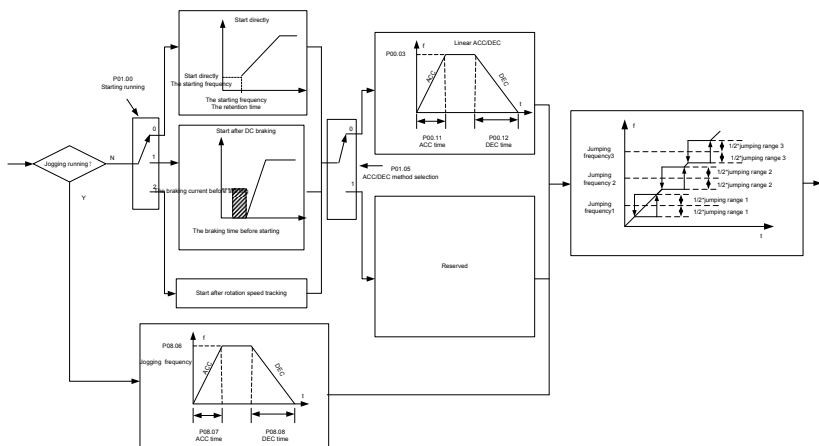 P01.00
Starting running
Jogging running?
N
Y
0
1
2
Start directly
Start directly
The starting frequency
The starting frequency
The retention time
Start after DC braking
The braking current before starting
The braking time before starting
Start after rotation speed tracking
0
1
P01.05
ACC/DEC method selection
P00.03
f
Linear ACC/DEC
ACC
DEC
t
P00.11
ACC time
P00.12
DEC time
Reserved
P08.06
Jogging frequency
f
ACC
DEC
t
P08.07
ACC time
P08.08
DEC time
f
Jumping
frequency3
Jumping
frequency 2
Jumping
frequency1
1/2*jumping range 3
1/2*jumping range 3
1/2*jumping range 2
1/2*jumping range 2
1/2*jumping range 1
1/2*jumping range 1
t